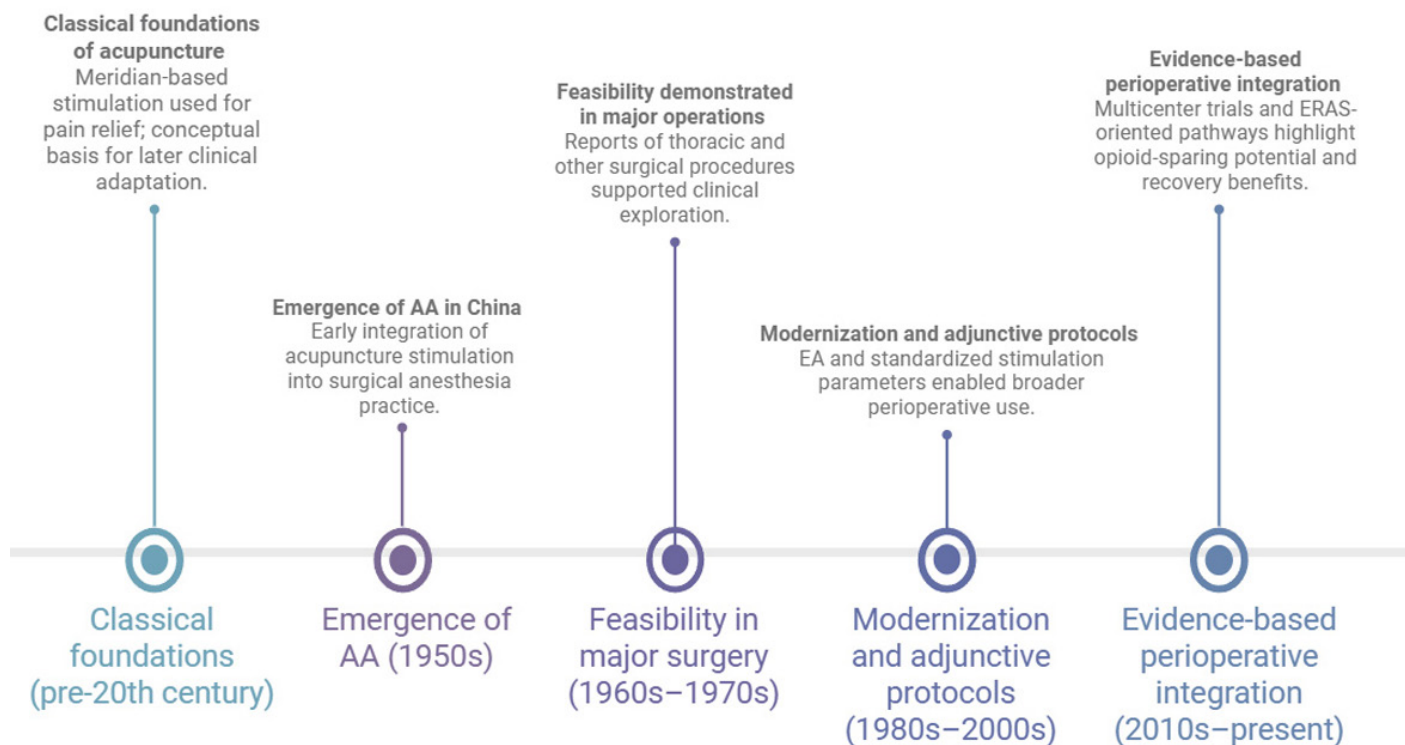 Classical foundations
of acupuncture
Meridian-based
stimulation used for
pain relief; conceptual
basis for later clinical
adaptation.
Emergence of AA in China
Early integration of
acupuncture stimulation
into surgical anesthesia
practice.
Feasibility demonstrated
in major operations
Reports of thoracic and
other surgical procedures
supported clinical
exploration.
Modernization and adjunctive protocols
EA and standardized stimulation
parameters enabled broader
perioperative use.
Evidence-based
perioperative integration
Multicenter trials and ERAS-
oriented pathways highlight
opioid-sparing potential and
recovery benefits.
Classical
foundations
(pre-20th century)
Emergence of
AA (1950s)
Feasibility in
major surgery
(1960s–1970s)
Modernization
and adjunctive
protocols
(1980s–2000s)
Evidence-based
perioperative
integration
(2010s–present)